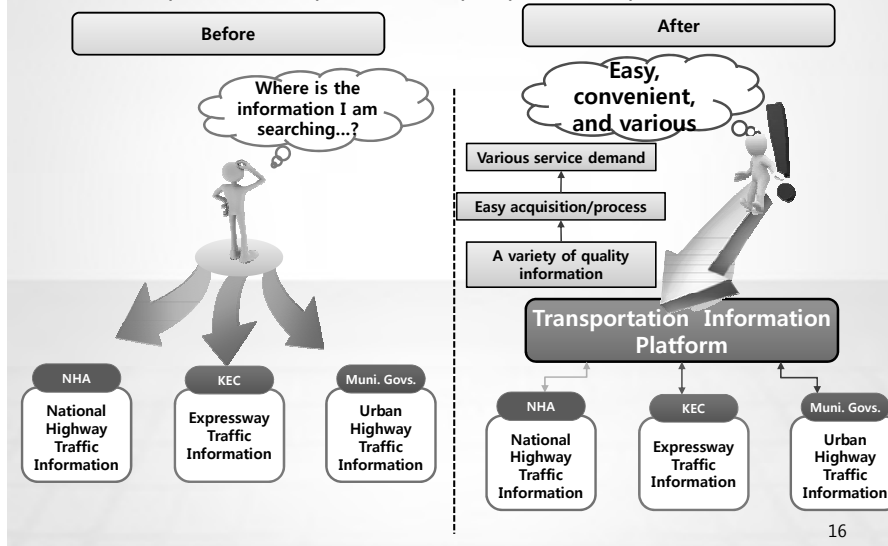 Before
Where is the
information I am
searching...?
NHA
National
Highway
Traffic
Information
KEC
Expressway
Traffic
Information
Muni. Govs.
Urban
Highway
Traffic
Information
After
Easy,
convenient,
and various
Various service demand
Easy acquisition/process
A variety of quality
information
Transportation Information
Platform
NHA
National
Highway
Traffic
Information
KEC
Expressway
Traffic
Information
Muni. Govs.
Urban
Highway
Traffic
Information
16